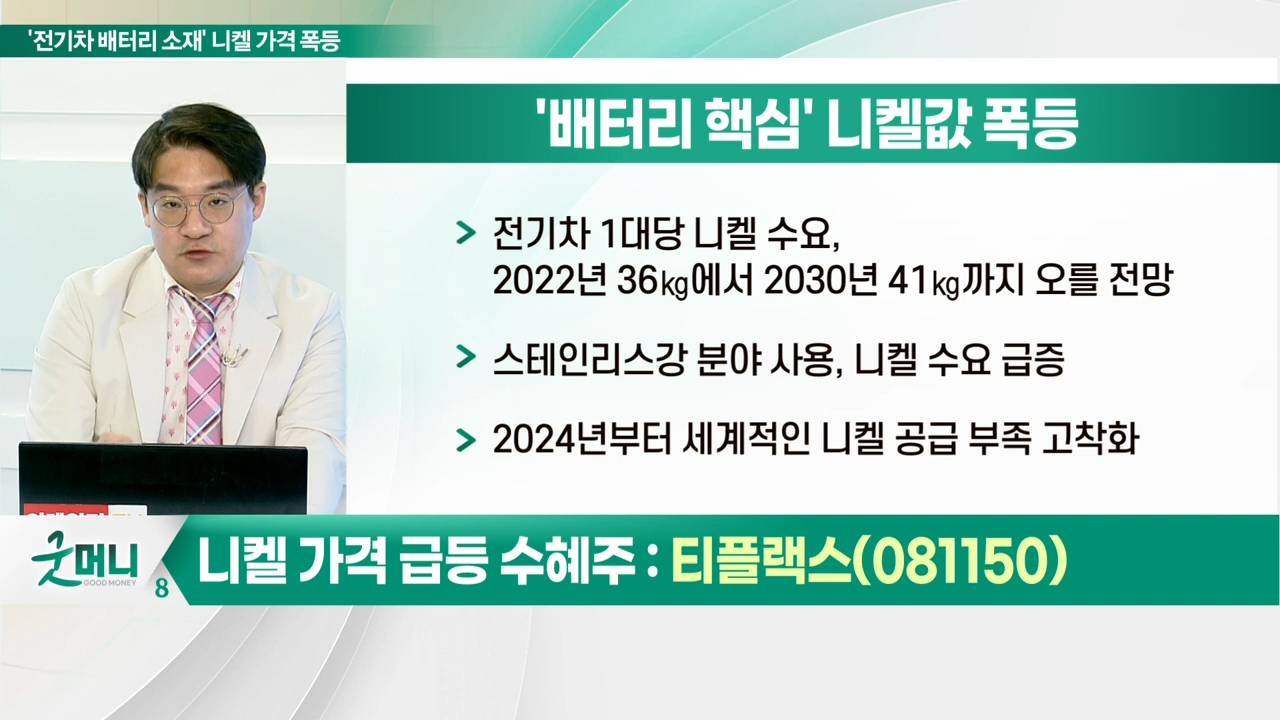 '전기차 배터리 소재' 니켈 가격 폭등
'배터리 핵심' 니켈값 폭등
전기차 1대당 니켈 수요,
2022년 36㎏에서 2030년 41㎏까지 오를 전망
스테인리스강 분야 사용, 니켈 수요 급증
2024년부터 세계적인 니켈 공급 부족 고착화
굿머니
GOOD MONEY
8
니켈 가격 급등 수혜주 : 티플랙스(081150)